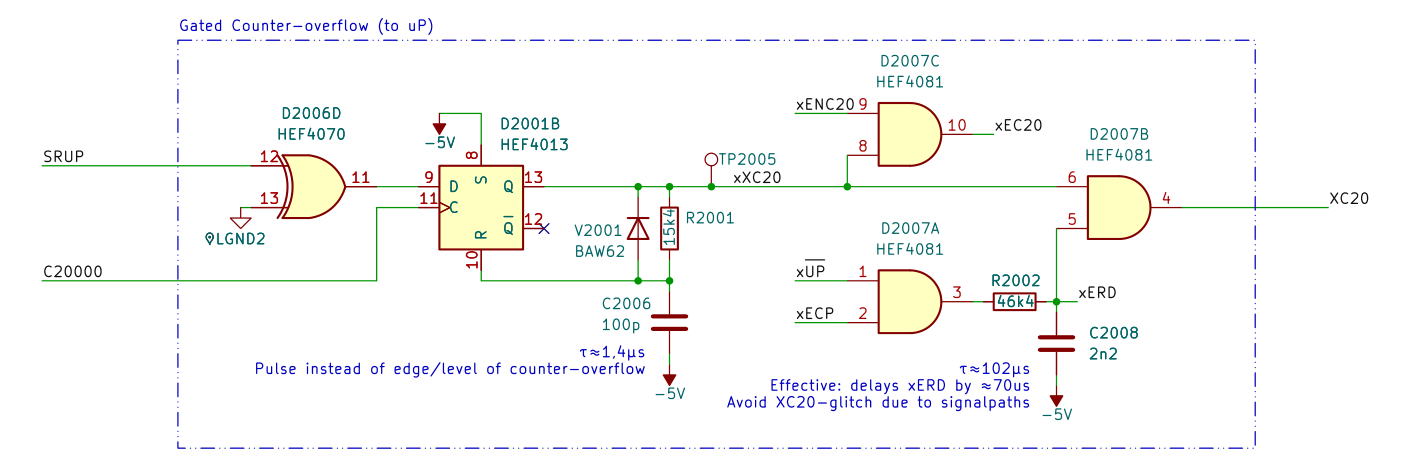 Gated Counter-overflow (to uP)
D2007C
HEF4081
D2006D
HEF4070
D2001B
HEF4013
-5V
xENC20
9
8
10
xEC20
D2007B
HEF4081
SRUP
12
13
11
LGND2
8
9
D
S
Q
13
11
C
12
Q
R
10
TP2005
xXC20
6
5
4
XC20
V2001
BAW62
15k4
R2001
D2007A
HEF4081
C20000
xUP
1
xECP
2
3
R2002
46k4
xERD
C2006
100p
C2008
2n2
τ≈1,4µs
Pulse instead of edge/level of counter-overflow
-5V
τ≈102µs
Effective: delays xERD by ≈70us
Avoid XC20-glitch due to signalpaths
-5V